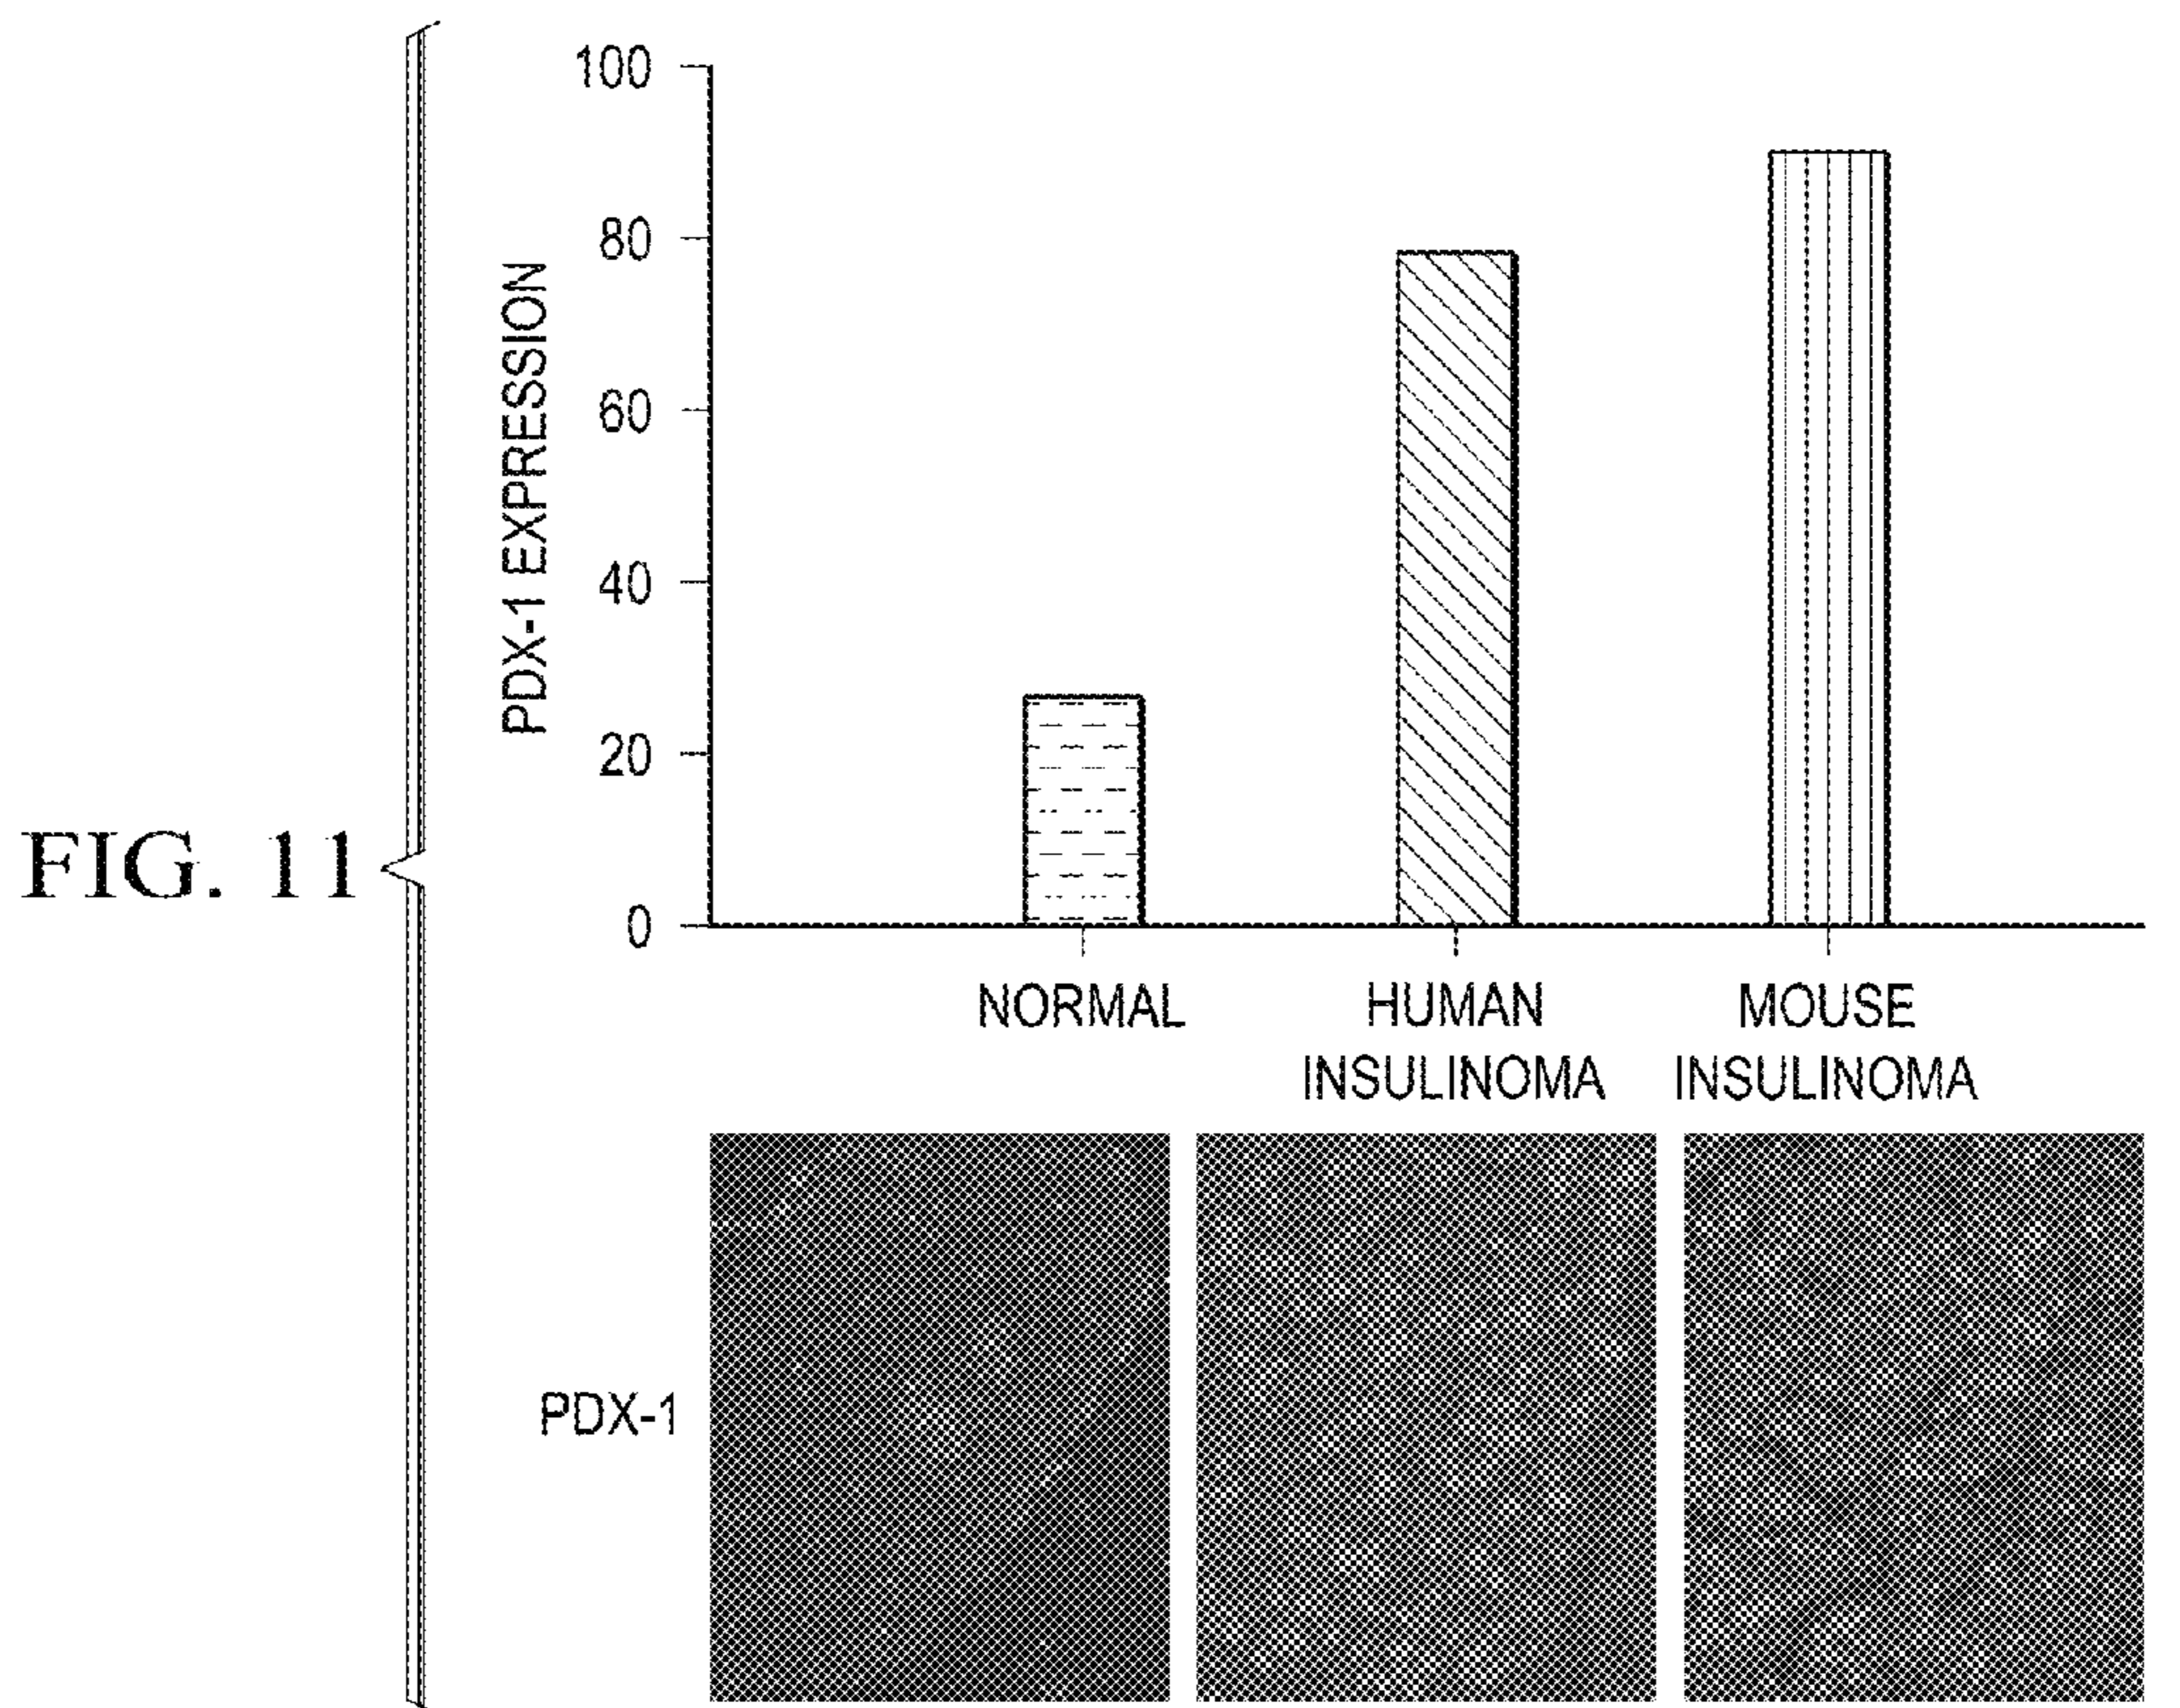 FIG. 11
PDX-1 EXPRESSION
100
80
60
40
20
0
NORMAL
HUMAN
INSULINOMA
MOUSE
INSULINOMA
PDX-1